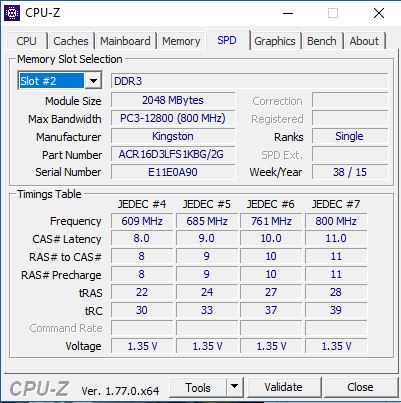 CPU-Z
CPU Caches Mainboard Memory SPD Graphics Bench About
Memory Slot Selection
Slot #2 DDR3
Module Size 2048 MBytes Correction
Max Bandwidth PC3-12800 (800 MHz) Registered
Manufacturer Kingston Ranks Single
Part Number ACR16D3LFS1KBG/2G SPD Ext.
Serial Number E11E0A90 Week/Year 38 / 15
Timings Table
JEDEC #4 JEDEC #5 JEDEC #6 JEDEC #7
Frequency 609 MHz 685 MHz 761 MHz 800 MHz
CAS# Latency 8.0 9.0 10.0 11.0
RAS# to CAS# 8 9 10 11
RAS# Precharge 8 9 10 11
tRAS 22 24 27 28
tRC 30 33 37 39
Command Rate
Voltage 1.35 V 1.35 V 1.35 V 1.35 V
CPU-Z Ver. 1.77.0.x64 Tools Validate Close